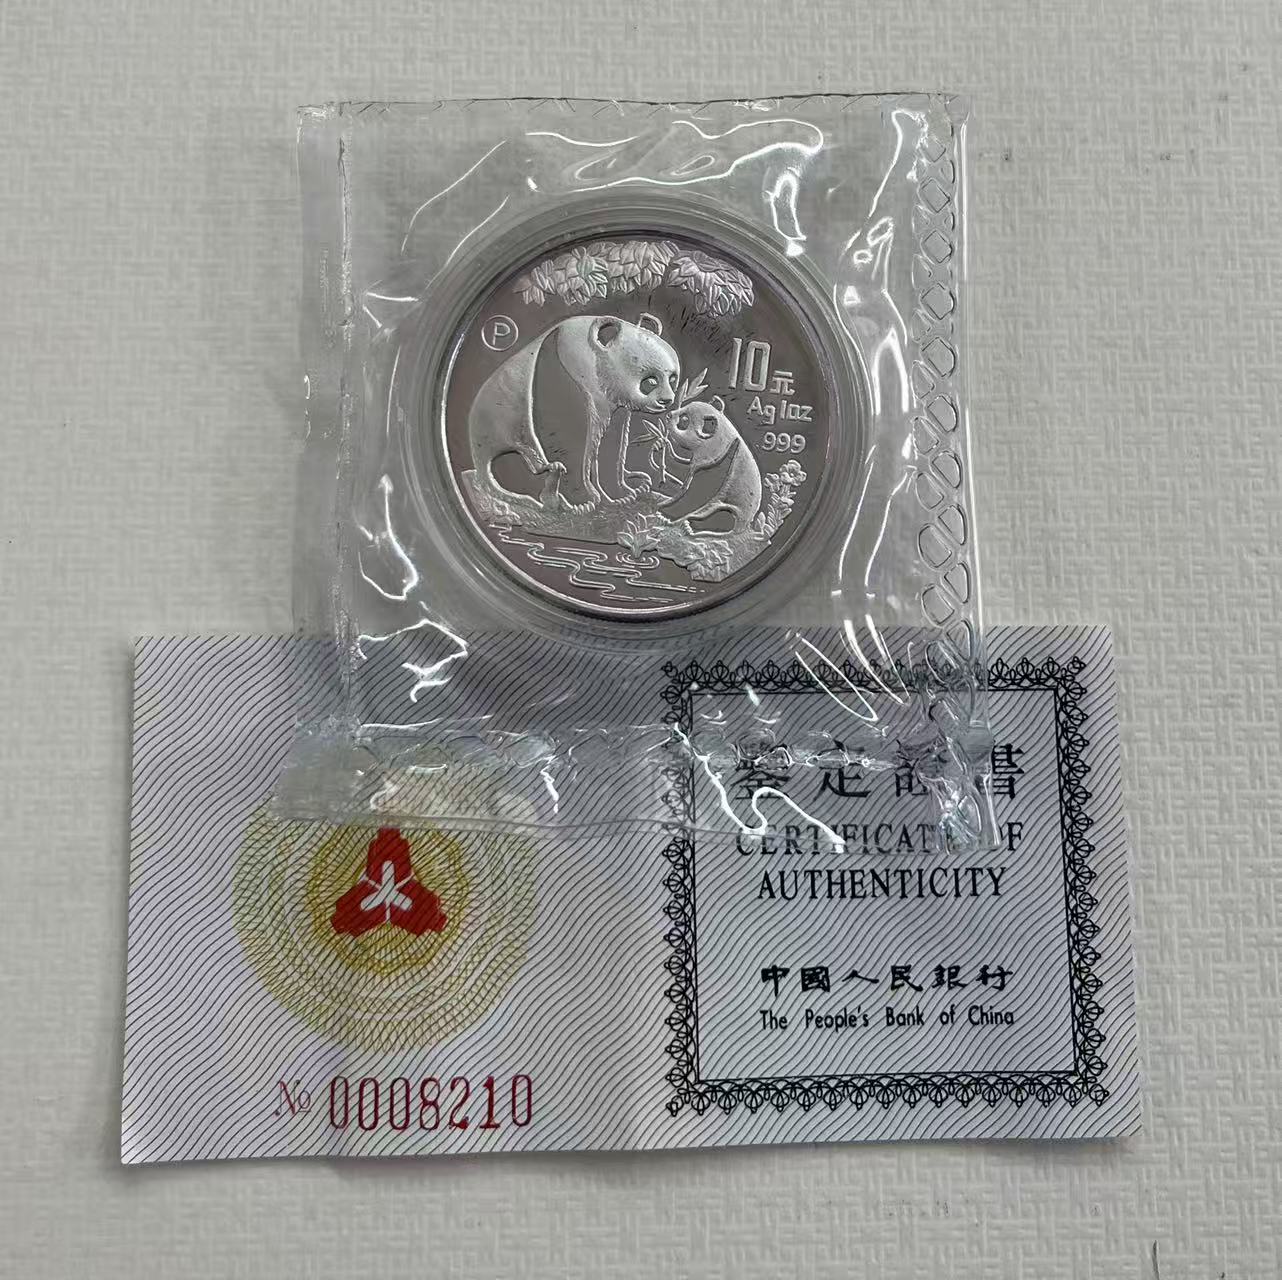 P
10元
Ag 1oz
.999
鑒定證書
CERTIFICATE OF
AUTHENTICITY
中國人民銀行
The People's Bank of China
№ 0008210